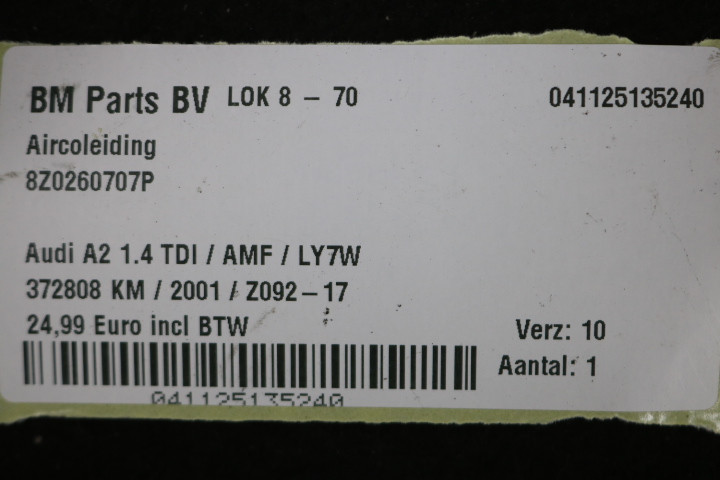 BM Parts BV LOK 8 – 70 041125135240
Aircoleiding
8Z0260707P
Audi A2 1.4 TDI / AMF / LY7W
372808 KM / 2001 / Z092–17
24,99 Euro incl BTW Verz: 10
Aantal: 1
041125135240